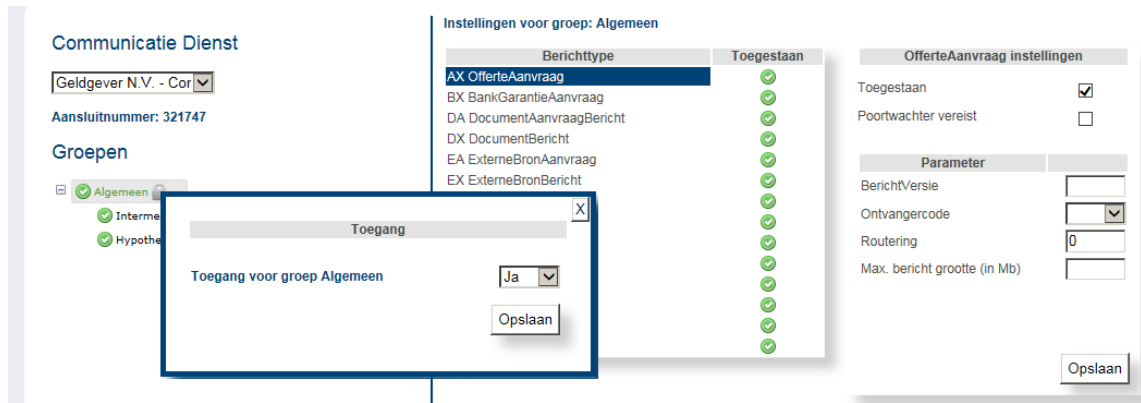 Communicatie Dienst
Geldgever N.V. - Cor
Aansluitnummer: 321747
Groepen
Algemeen
Interme
Hypothe
Instellingen voor groep: Algemeen
Berichttype Toegestaan
AX OfferteAanvraag
BX BankGarantieAanvraag
DA DocumentAanvraagBericht
DX DocumentBericht
EA ExterneBronAanvraag
EX ExterneBronBericht
X
Toegang
Toegang voor groep Algemeen Ja
Opslaan
OfferteAanvraag instellingen
Toegestaan
Poortwachter vereist
Parameter
BerichtVersie
Ontvangercode
Routering 0
Max. bericht grootte (in Mb)
Opslaan